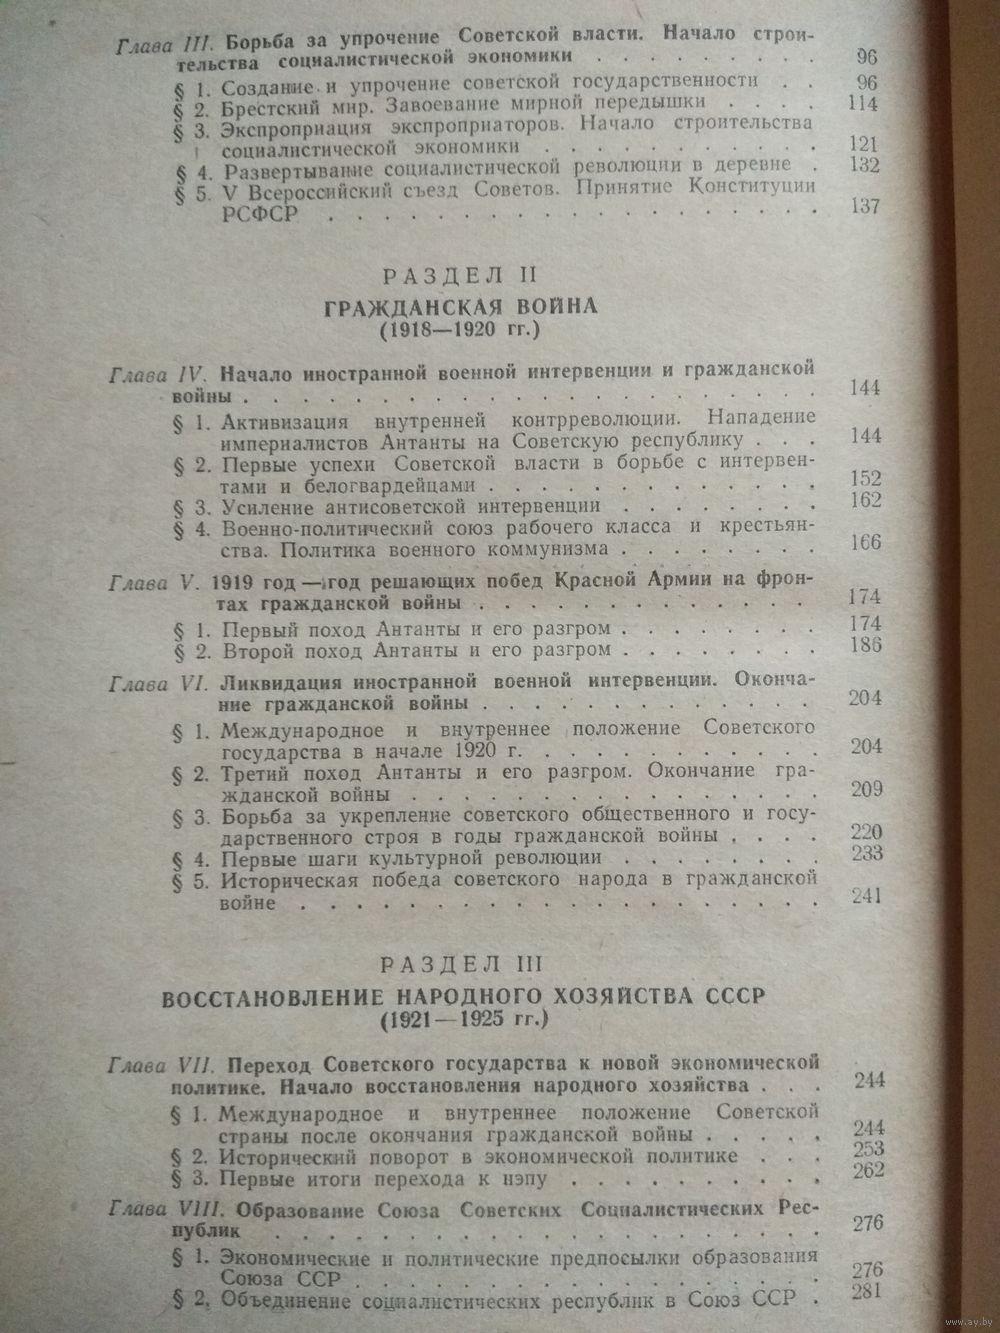 Глава III. Борьба за упрочение Советской власти. Начало строи-
тельства социалистической экономики . . . . . . . . . 96
§ 1. Создание и упрочение советской государственности . . 96
§ 2. Брестский мир. Завоевание мирной передышки . . . . 114
§ 3. Экспроприация экспроприаторов. Начало строительства
социалистической экономики . . . . . . . . . . . 121
§ 4. Развертывание социалистической революции в деревне . 132
§ 5. V Всероссийский съезд Советов. Принятие Конституции
РСФСР . . . . . . . . . . . . . . . . . . 137
РАЗДЕЛ II
ГРАЖДАНСКАЯ ВОЙНА
(1918—1920 гг.)
Глава IV. Начало иностранной военной интервенции и гражданской
войны . . . . . . . . . . . . . . . . . . . . . 144
§ 1. Активизация внутренней контрреволюции. Нападение
империалистов Антанты на Советскую республику . . . 144
§ 2. Первые успехи Советской власти в борьбе с интервен-
тами и белогвардейцами . . . . . . . . . . . . . 152
§ 3. Усиление антисоветской интервенции . . . . . . . . 162
§ 4. Военно-политический союз рабочего класса и крестьян-
ства. Политика военного коммунизма . . . . . . . . 166
Глава V. 1919 год — год решающих побед Красной Армии на фрон-
тах гражданской войны . . . . . . . . . . . . . 174
§ 1. Первый поход Антанты и его разгром . . . . . . . . 174
§ 2. Второй поход Антанты и его разгром . . . . . . . . 186
Глава VI. Ликвидация иностранной военной интервенции. Оконча-
ние гражданской войны . . . . . . . . . . . . . 204
§ 1. Международное и внутреннее положение Советского
государства в начале 1920 г. . . . . . . . . . . . 204
§ 2. Третий поход Антанты и его разгром. Окончание гра-
жданской войны . . . . . . . . . . . . . . . . 209
§ 3. Борьба за укрепление советского общественного и госу-
дарственного строя в годы гражданской войны . . . . 220
§ 4. Первые шаги культурной революции . . . . . . . . 233
§ 5. Историческая победа советского народа в гражданской
войне . . . . . . . . . . . . . . . . . . . . 241
РАЗДЕЛ III
ВОССТАНОВЛЕНИЕ НАРОДНОГО ХОЗЯЙСТВА СССР
(1921—1925 гг.)
Глава VII. Переход Советского государства к новой экономической
политике. Начало восстановления народного хозяйства . . . 244
§ 1. Международное и внутреннее положение Советской
страны после окончания гражданской войны . . . . . 244
§ 2. Исторический поворот в экономической политике . . . 253
§ 3. Первые итоги перехода к нэпу . . . . . . . . . . 262
Глава VIII. Образование Союза Советских Социалистических Рес-
публик . . . . . . . . . . . . . . . . . . . . 276
§ 1. Экономические и политические предпосылки образования
Союза ССР . . . . . . . . . . . . . . . . . 276
§ 2. Объединение социалистических республик в Союз ССР . 281
www.ay.by